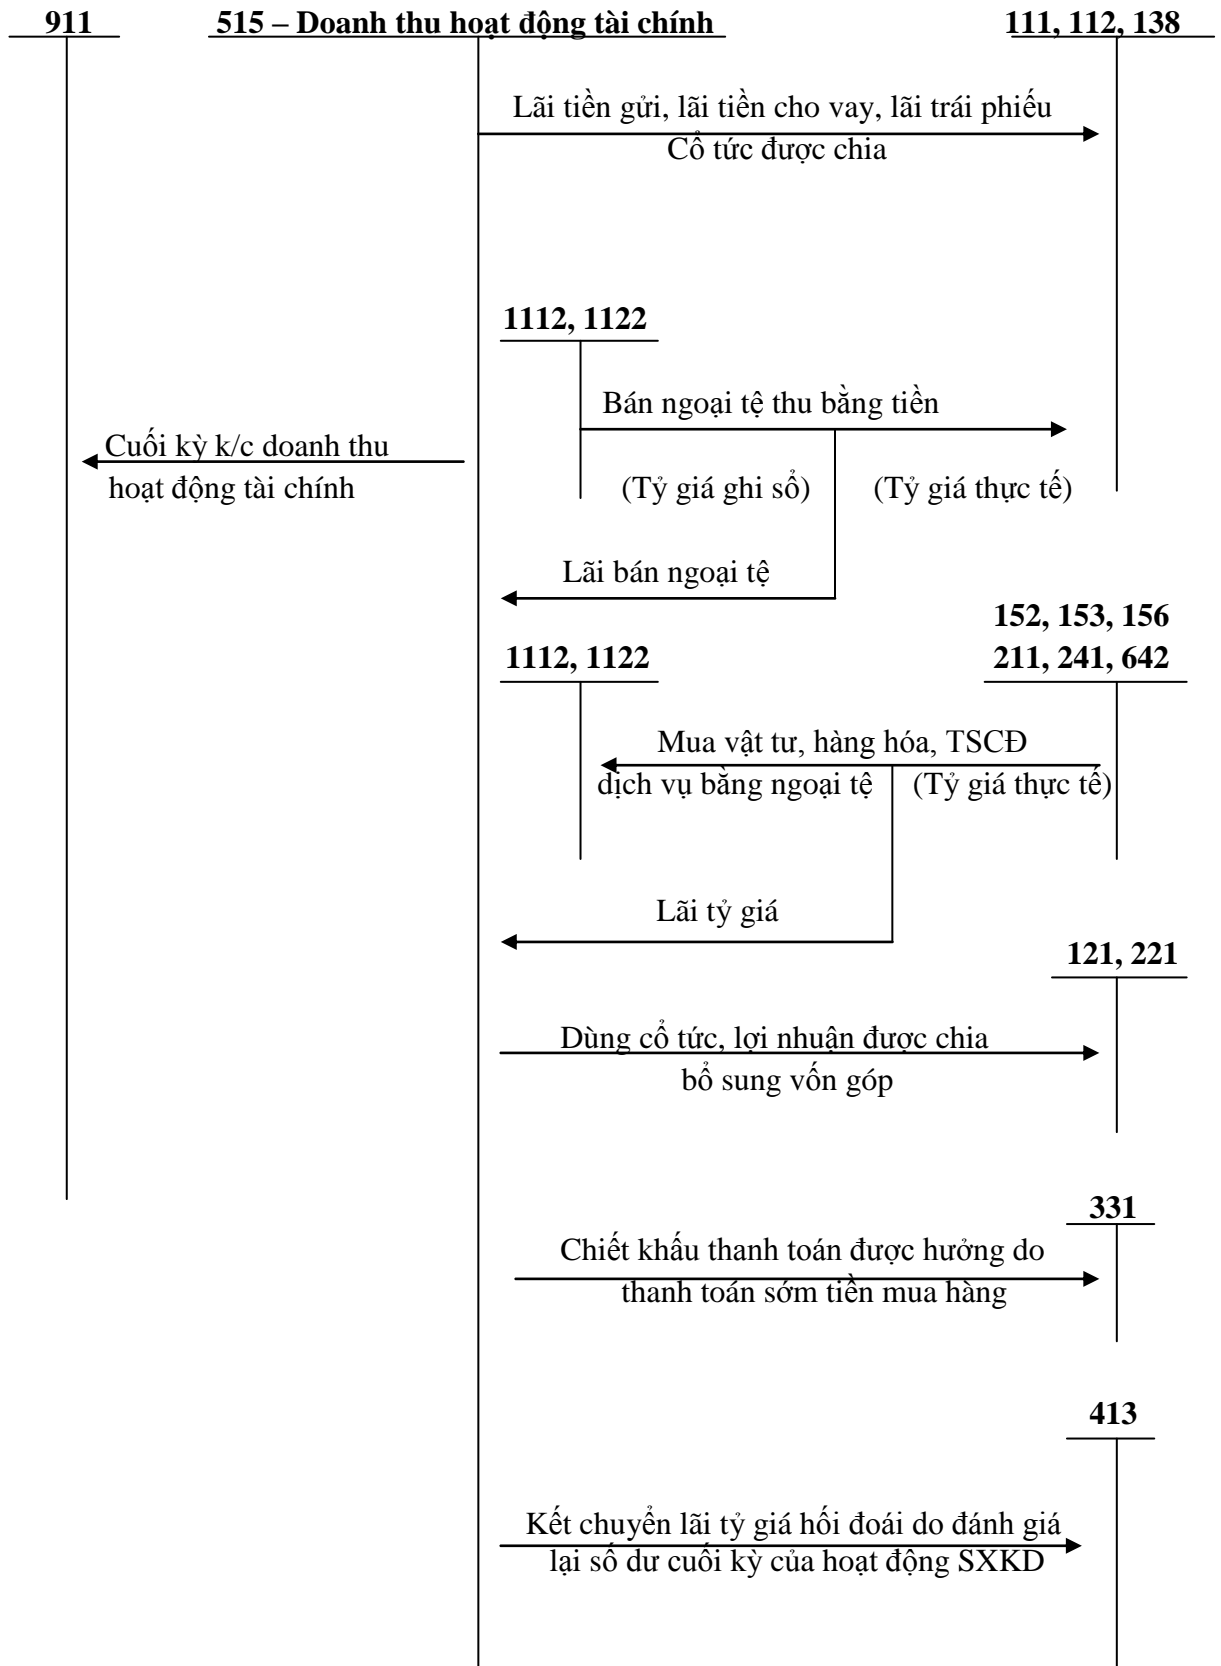 911 515 – Doanh thu hoạt động tài chính 111, 112, 138
Lãi tiền gửi, lãi tiền cho vay, lãi trái phiếu
Cổ tức được chia
1112, 1122
Bán ngoại tệ thu bằng tiền
Cuối kỳ k/c doanh thu
hoạt động tài chính
(Tỷ giá ghi sổ) (Tỷ giá thực tế)
Lãi bán ngoại tệ
152, 153, 156
1112, 1122 211, 241, 642
Mua vật tư, hàng hóa, TSCĐ
dịch vụ bằng ngoại tệ (Tỷ giá thực tế)
Lãi tỷ giá
121, 221
Dùng cổ tức, lợi nhuận được chia
bổ sung vốn góp
331
Chiết khấu thanh toán được hưởng do
thanh toán sớm tiền mua hàng
413
Kết chuyển lãi tỷ giá hối đoái do đánh giá
lại số dư cuối kỳ của hoạt động SXKD